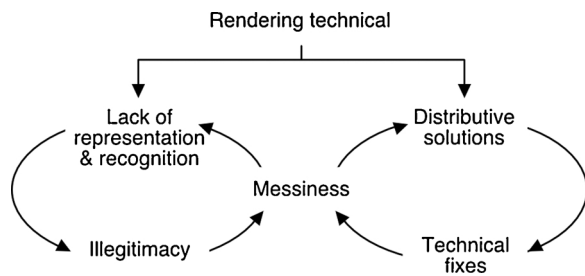 Rendering technical
Lack of
representation
& recognition
Distributive
solutions
Messiness
Illegitimacy
Technical
fixes